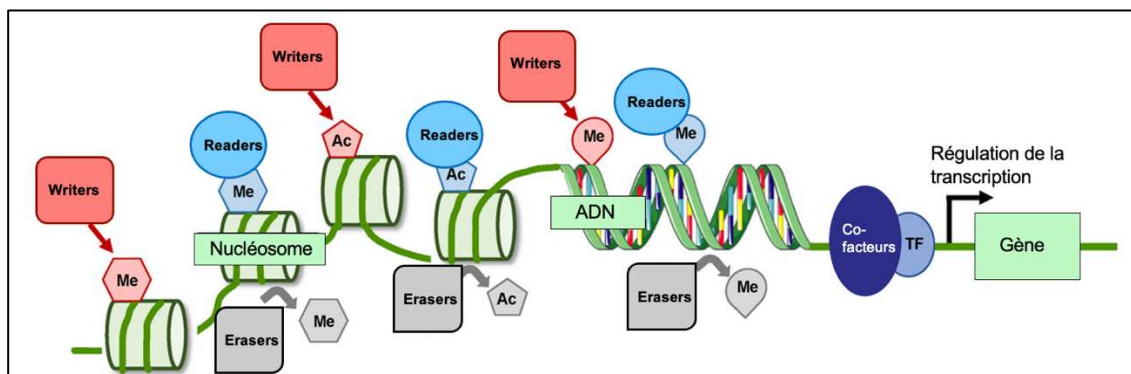 Writers
Me
Readers
Me
Nucléosome
Erasers
Me
Writers
Ac
Readers
Ac
Erasers
Ac
Writers
Me
Readers
Me
ADN
Erasers
Me
Co-
facteurs
TF
Régulation de la
transcription
Gène